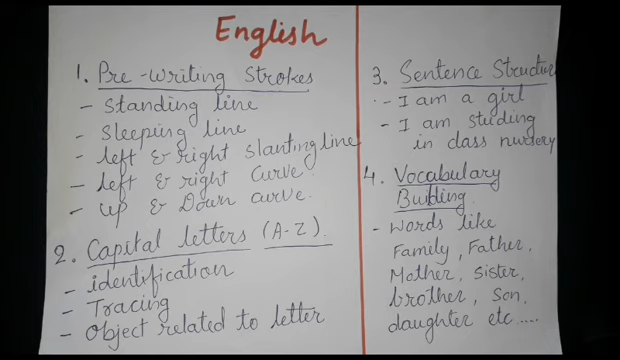 English
1. Pre-writing Strokes
- Standing line
- Sleeping line
- left & right Slanting line
- left & right curve
- up & Down curve.
2. Capital letters (A-Z).
- identification
- Tracing
- Object related to letter
3. Sentence Structure
- I am a girl
- I am studing
in class nursery
4. Vocabulary
Building
- Words like
Family, Father,
Mother, Sister,
brother, Son,
daughter etc.....